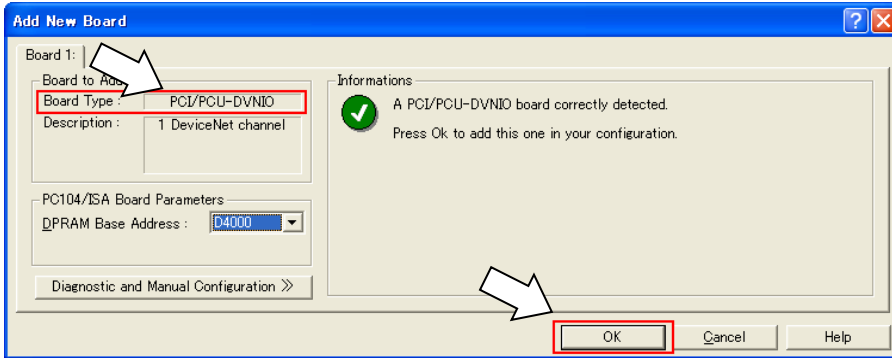 Add New Board
Board 1:
Board to Add
Board Type : PCI/PCU-DVNIO
Description : 1 DeviceNet channel
PC104/ISA Board Parameters
DPRAM Base Address : D4000
Diagnostic and Manual Configuration >>
Informations
A PCI/PCU-DVNIO board correctly detected.
Press Ok to add this one in your configuration.
OK Cancel Help